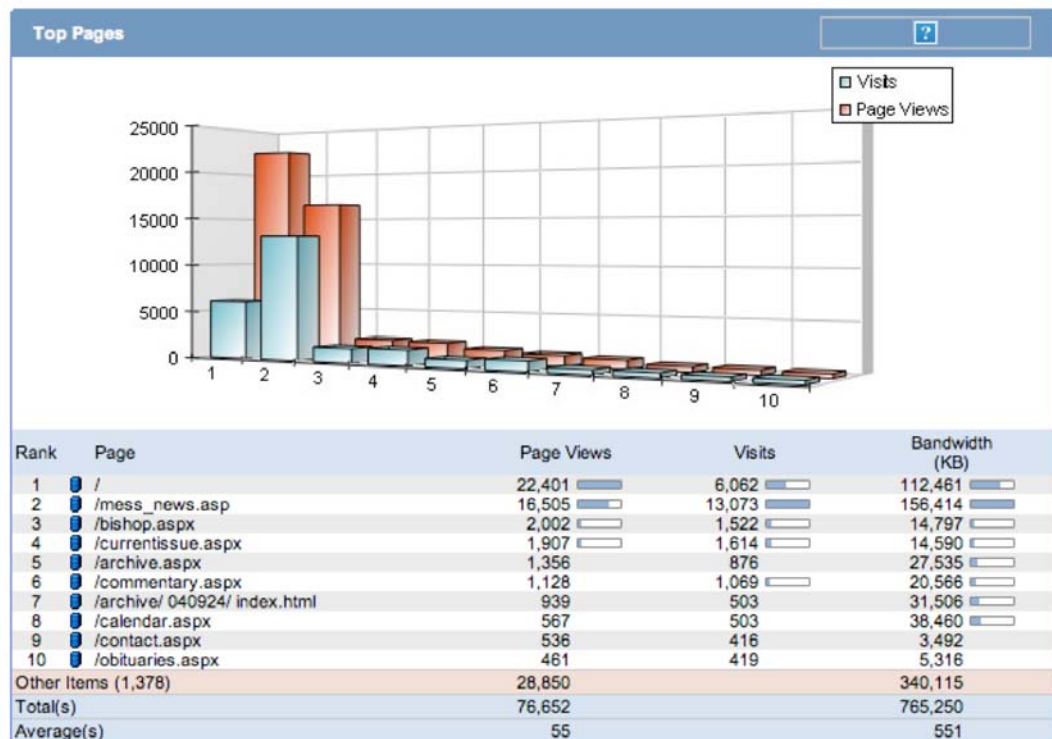 Top Pages
?
Visits
Page Views
25000
20000
15000
10000
5000
0
1 2 3 4 5 6 7 8 9 10
Rank Page Page Views Visits Bandwidth (KB)
1 / 22,401 6,062 112,461
2 /mess_news.asp 16,505 13,073 156,414
3 /bishop.aspx 2,002 1,522 14,797
4 /currentissue.aspx 1,907 1,614 14,590
5 /archive.aspx 1,356 876 27,535
6 /commentary.aspx 1,128 1,069 20,566
7 /archive/ 040924/ index.html 939 503 31,506
8 /calendar.aspx 567 503 38,460
9 /contact.aspx 536 416 3,492
10 /obituaries.aspx 461 419 5,316
Other Items (1,378) 28,850 340,115
Total(s) 76,652 765,250
Average(s) 55 551